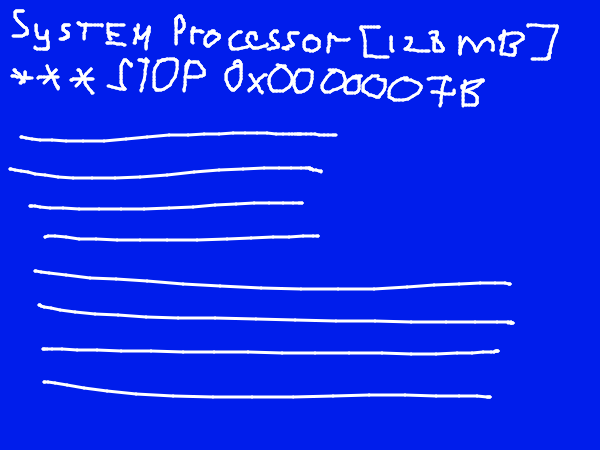 System Processor [128 MB]
*** STOP 0x0000007B